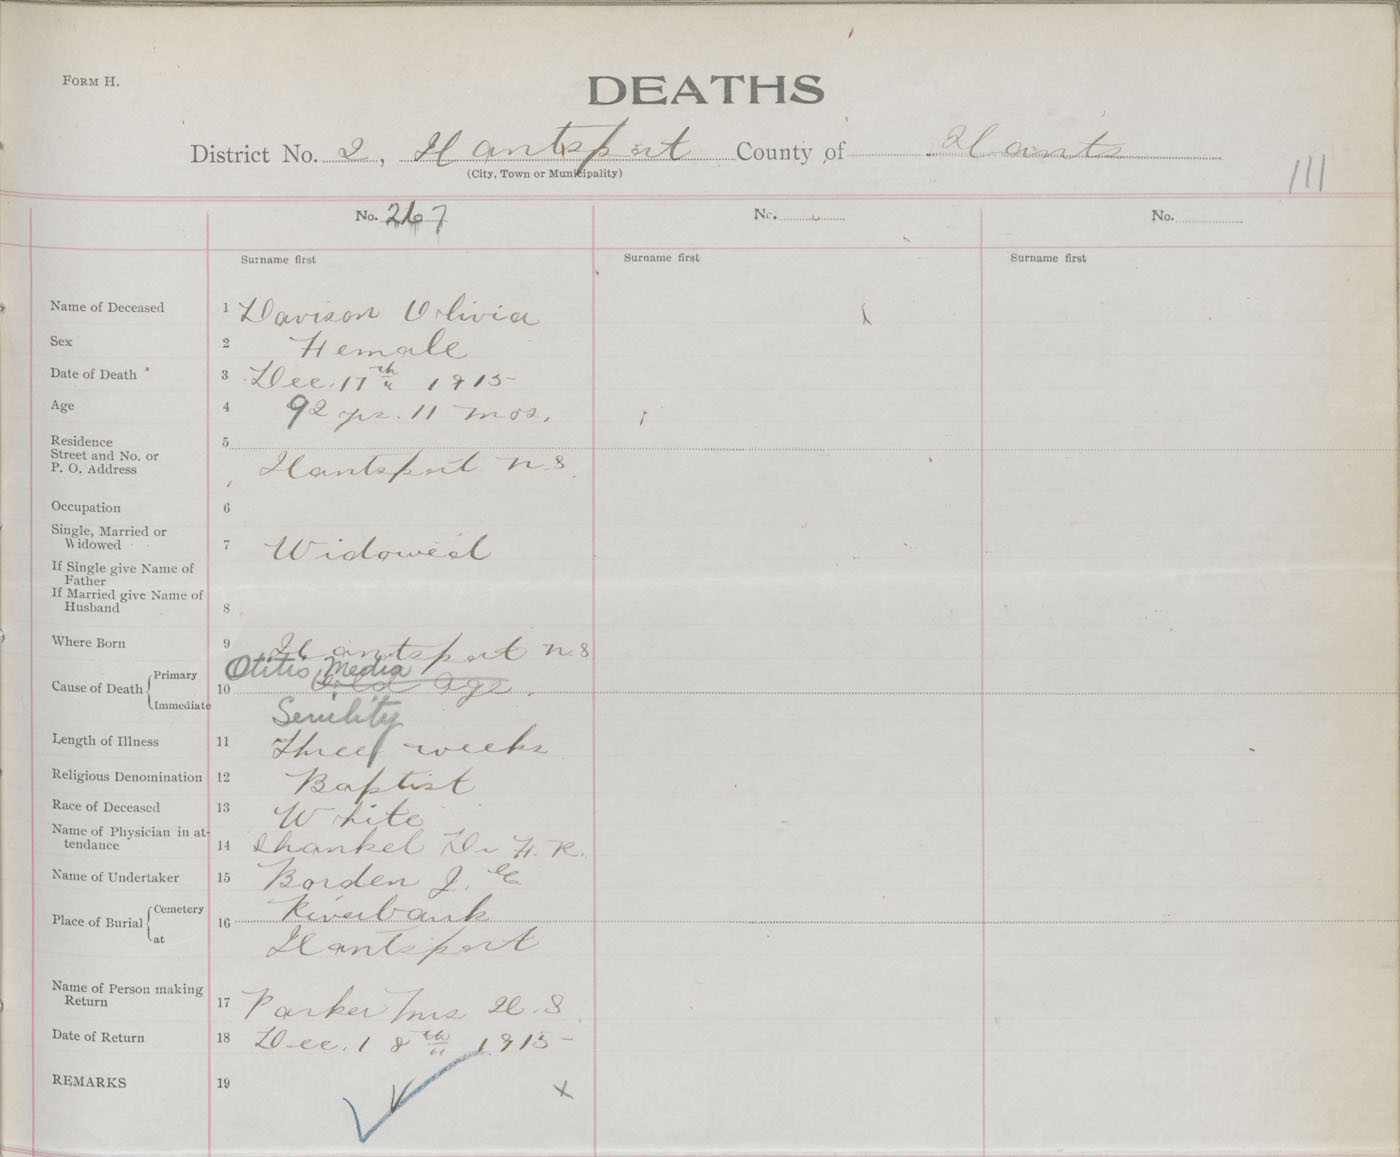 FORM H.
DEATHS
District No. 2, Hantsport County of Hants
(City, Town or Municipality)
111
No. 267 No. No.
Surname first Surname first Surname first
Name of Deceased 1 Davison Olivia
Sex 2 Female
Date of Death 3 Dec. 17th 1915
Age 4 92 yrs. 11 mos.
Residence 5
Street and No. or
P. O. Address Hantsport N S
Occupation 6
Single, Married or
Widowed 7 Widowed
If Single give Name of
Father
If Married give Name of
Husband 8
Where Born 9 Hantsport N.S
Otitis Media
Cause of Death Primary 10 Old Age.
Immediate Senility
Length of Illness 11 Three weeks
Religious Denomination 12 Baptist
Race of Deceased 13 White
Name of Physician in at-
tendance 14 Shankel Dr F. R.
Name of Undertaker 15 Borden J.
Place of Burial Cemetery 16 Riverbank
at Hantsport
Name of Person making
Return 17 Parker Mrs H. S.
Date of Return 18 Dec. 18th 1915
REMARKS 19